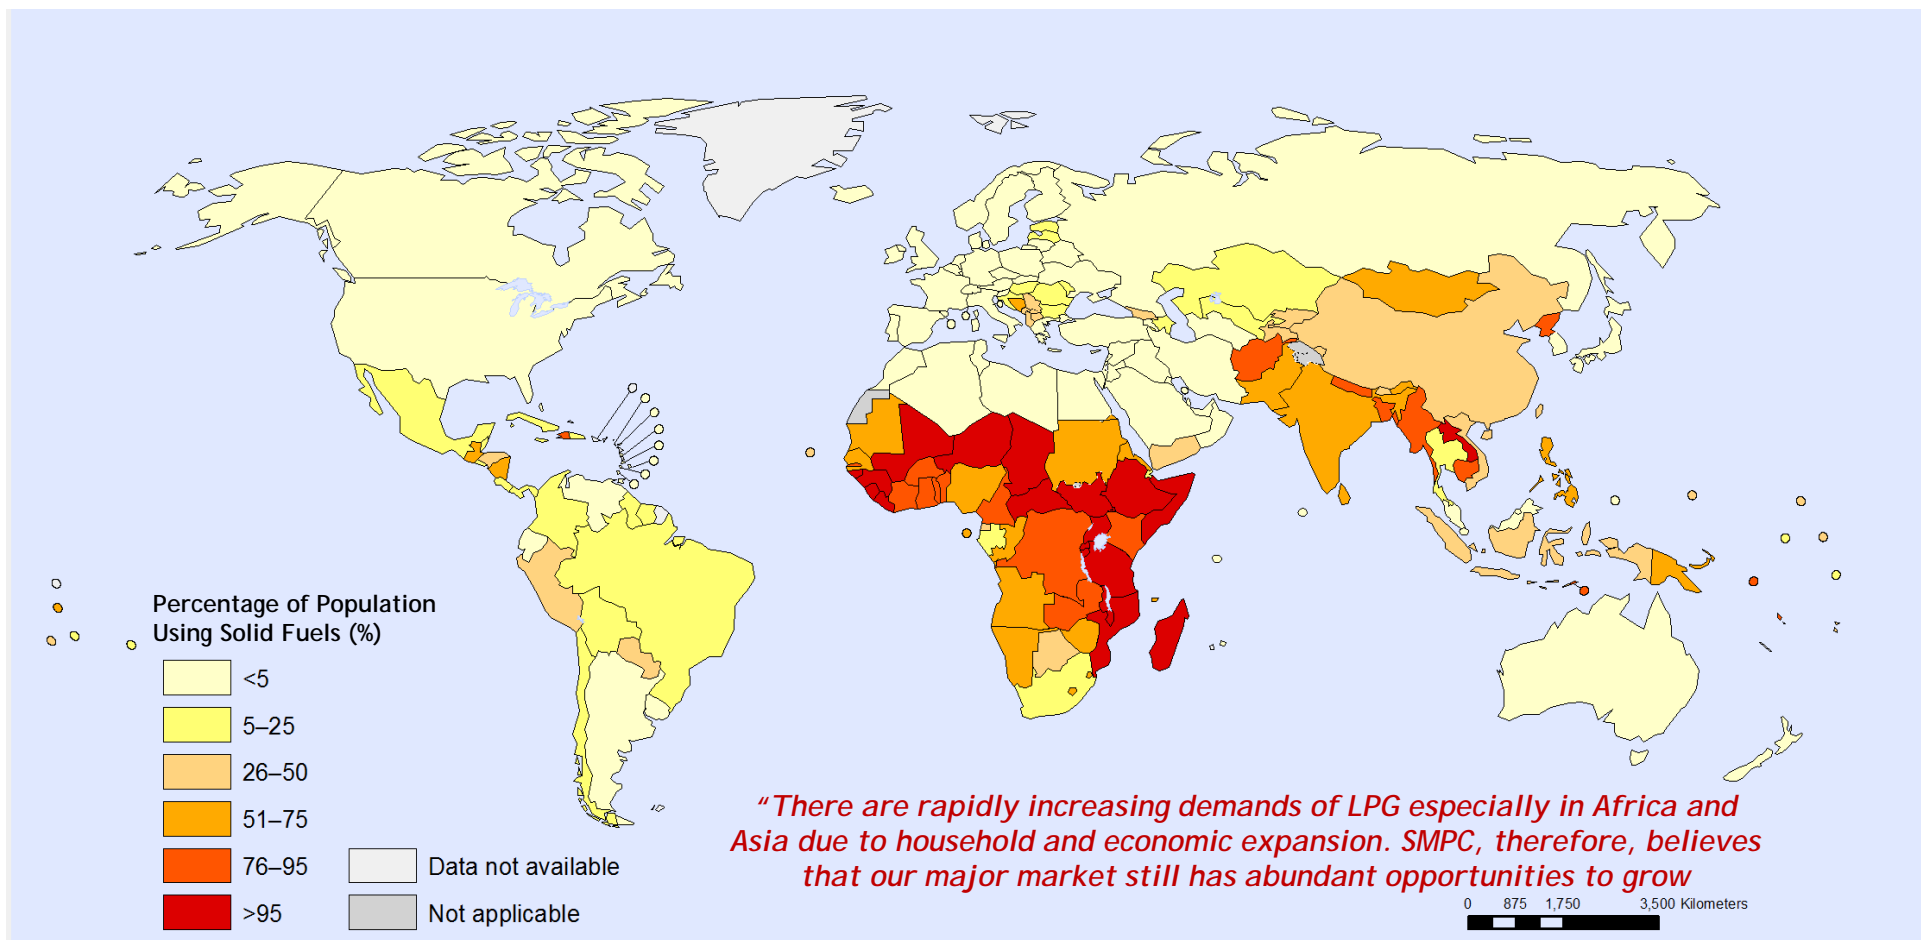 Percentage of Population
Using Solid Fuels (%)
<5
5–25
26–50
51–75
76–95
>95
Data not available
Not applicable
“There are rapidly increasing demands of LPG especially in Africa and
Asia due to household and economic expansion. SMPC, therefore, believes
that our major market still has abundant opportunities to grow
0 875 1,750 3,500 Kilometers